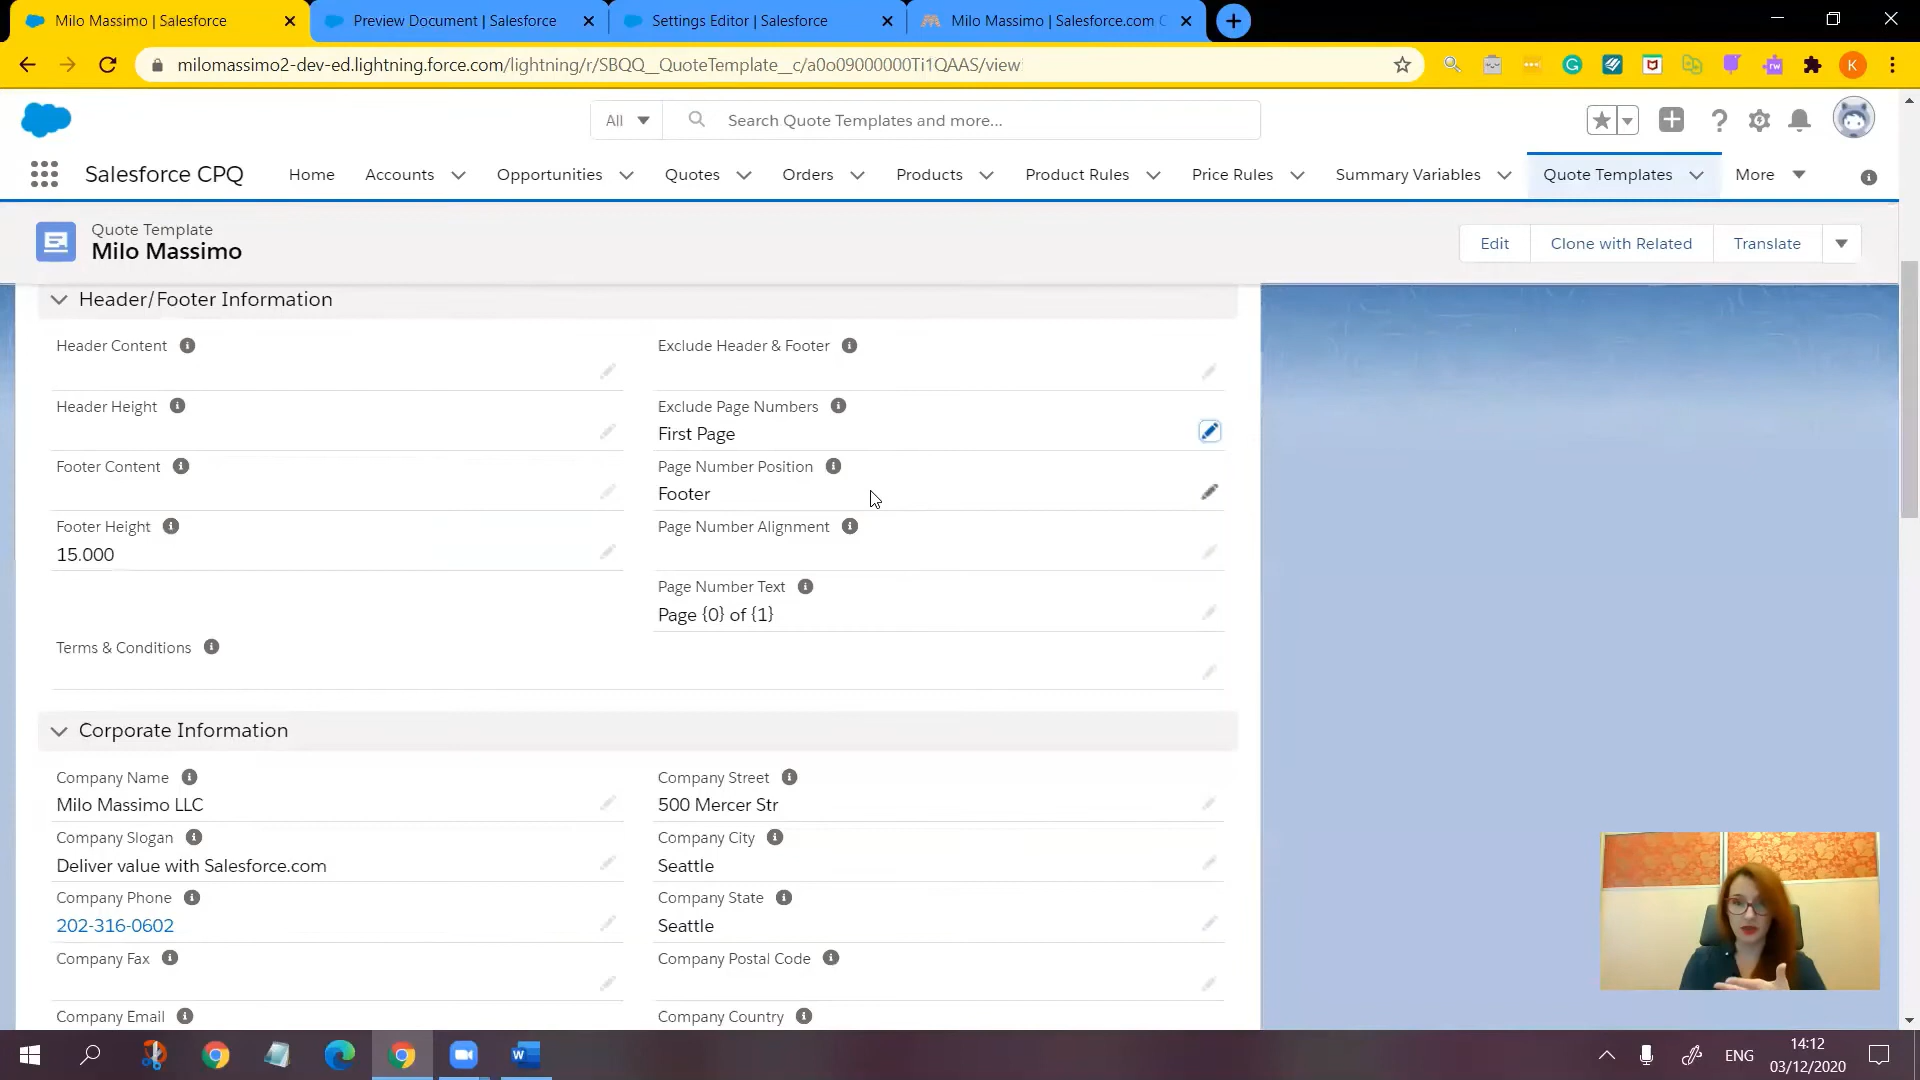 Milo Massimo | Salesforce
Preview Document | Salesforce
Settings Editor | Salesforce
Milo Massimo | Salesforce.com C
milomassimo2-dev-ed.lightning.force.com/lightning/r/SBQQ__QuoteTemplate__c/a0o09000000Ti1QAAS/view
K
All
Search Quote Templates and more...
Salesforce CPQ
Home
Accounts
Opportunities
Quotes
Orders
Products
Product Rules
Price Rules
Summary Variables
Quote Templates
More
Quote Template
Milo Massimo
Edit
Clone with Related
Translate
Header/Footer Information
Header Content
Exclude Header & Footer
Header Height
Exclude Page Numbers
First Page
Footer Content
Page Number Position
Footer
Footer Height
15.000
Page Number Alignment
Page Number Text
Page {0} of {1}
Terms & Conditions
Corporate Information
Company Name
Milo Massimo LLC
Company Street
500 Mercer Str
Company Slogan
Deliver value with Salesforce.com
Company City
Seattle
Company Phone
202-316-0602
Company State
Seattle
Company Fax
Company Postal Code
Company Email
Company Country
ENG
14:12
03/12/2020